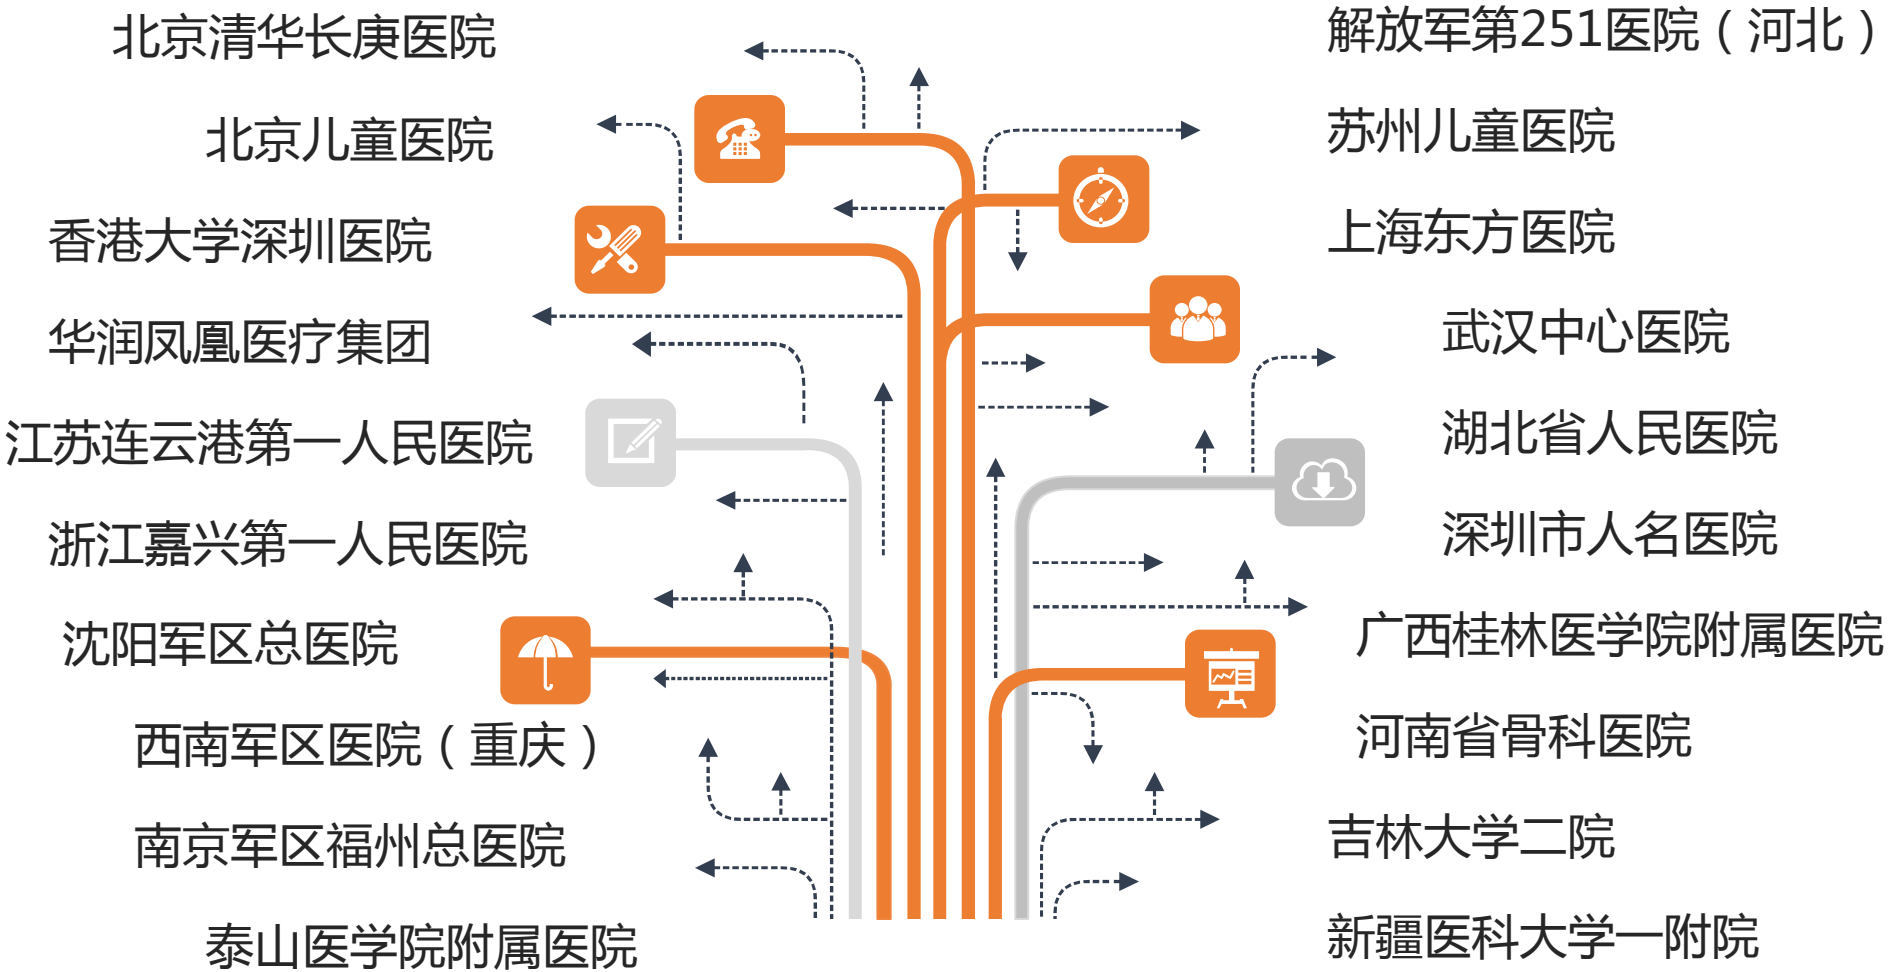 北京清华长庚医院
北京儿童医院
香港大学深圳医院
华润凤凰医疗集团
江苏连云港第一人民医院
浙江嘉兴第一人民医院
沈阳军区总医院
西南军区医院（重庆）
南京军区福州总医院
泰山医学院附属医院
解放军第251医院（河北）
苏州儿童医院
上海东方医院
武汉中心医院
湖北省人民医院
深圳市人名医院
广西桂林医学院附属医院
河南省骨科医院
吉林大学二院
新疆医科大学一附院